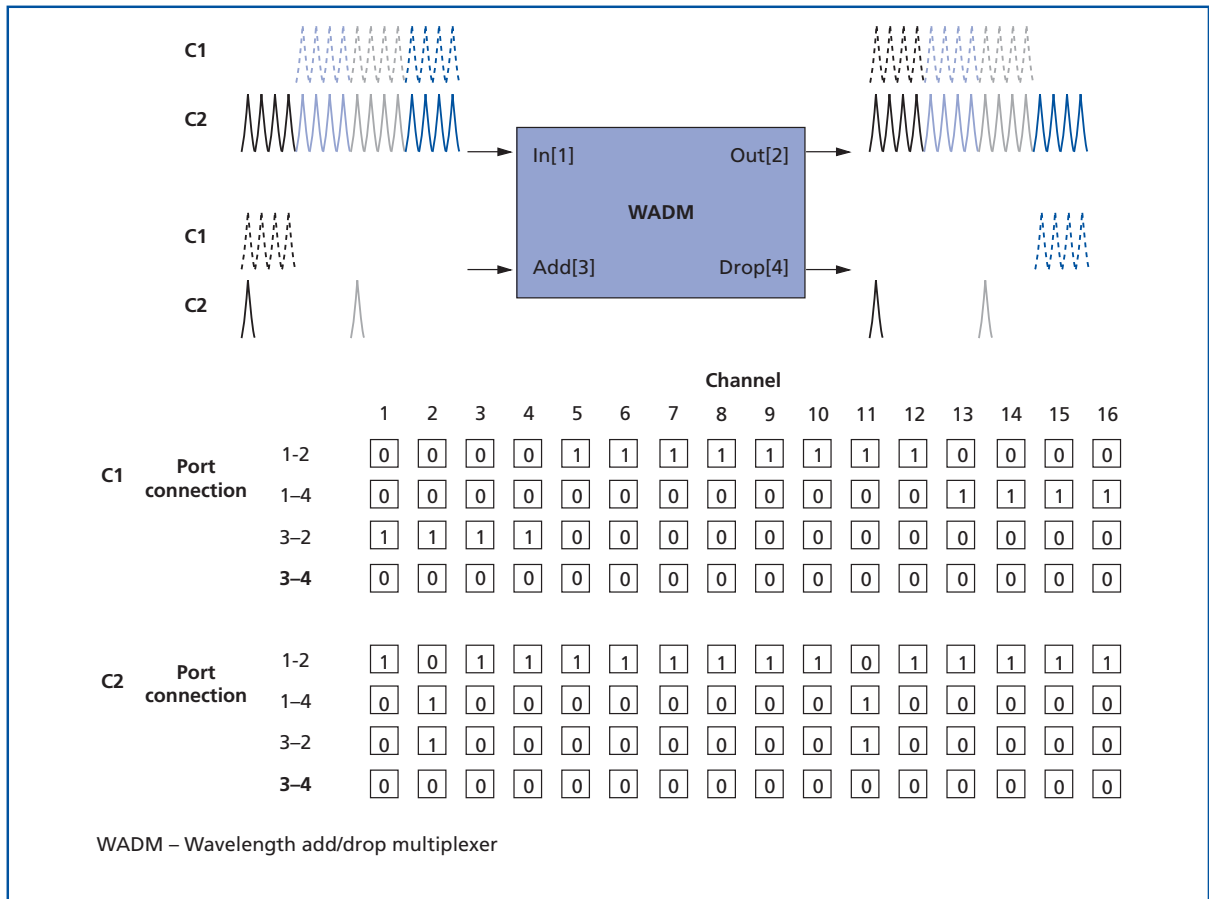 C1
C2
In[1] Out[2]
WADM
C1
Add[3] Drop[4]
C2
Channel
1 2 3 4 5 6 7 8 9 10 11 12 13 14 15 16
C1 Port connection
1-2 0 0 0 0 1 1 1 1 1 1 1 1 0 0 0 0
1–4 0 0 0 0 0 0 0 0 0 0 0 0 1 1 1 1
3–2 1 1 1 1 0 0 0 0 0 0 0 0 0 0 0 0
3–4 0 0 0 0 0 0 0 0 0 0 0 0 0 0 0 0
C2 Port connection
1-2 1 0 1 1 1 1 1 1 1 1 0 1 1 1 1 1
1–4 0 1 0 0 0 0 0 0 0 0 1 0 0 0 0 0
3–2 0 1 0 0 0 0 0 0 0 0 1 0 0 0 0 0
3–4 0 0 0 0 0 0 0 0 0 0 0 0 0 0 0 0
WADM – Wavelength add/drop multiplexer